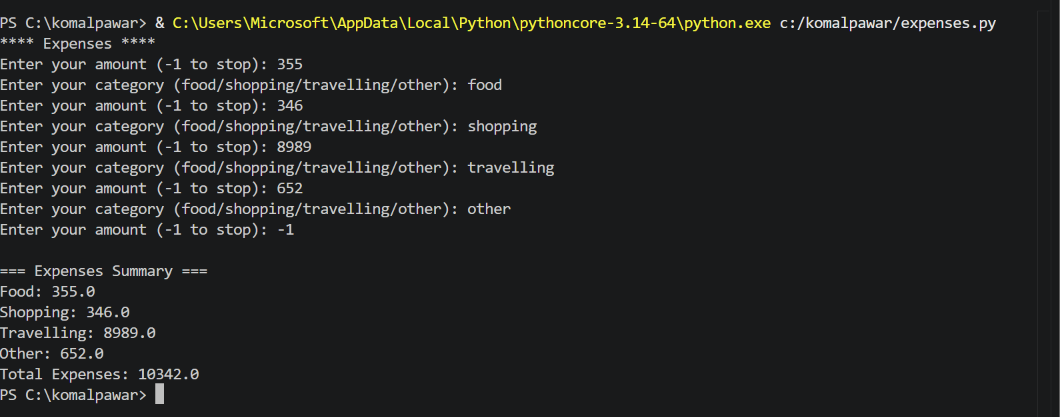 PS C:\komalpawar> & C:\Users\Microsoft\AppData\Local\Python\pythoncore-3.14-64\python.exe c:/komalpawar/expenses.py
**** Expenses ****
Enter your amount (-1 to stop): 355
Enter your category (food/shopping/travelling/other): food
Enter your amount (-1 to stop): 346
Enter your category (food/shopping/travelling/other): shopping
Enter your amount (-1 to stop): 8989
Enter your category (food/shopping/travelling/other): travelling
Enter your amount (-1 to stop): 652
Enter your category (food/shopping/travelling/other): other
Enter your amount (-1 to stop): -1
=== Expenses Summary ===
Food: 355.0
Shopping: 346.0
Travelling: 8989.0
Other: 652.0
Total Expenses: 10342.0
PS C:\komalpawar>